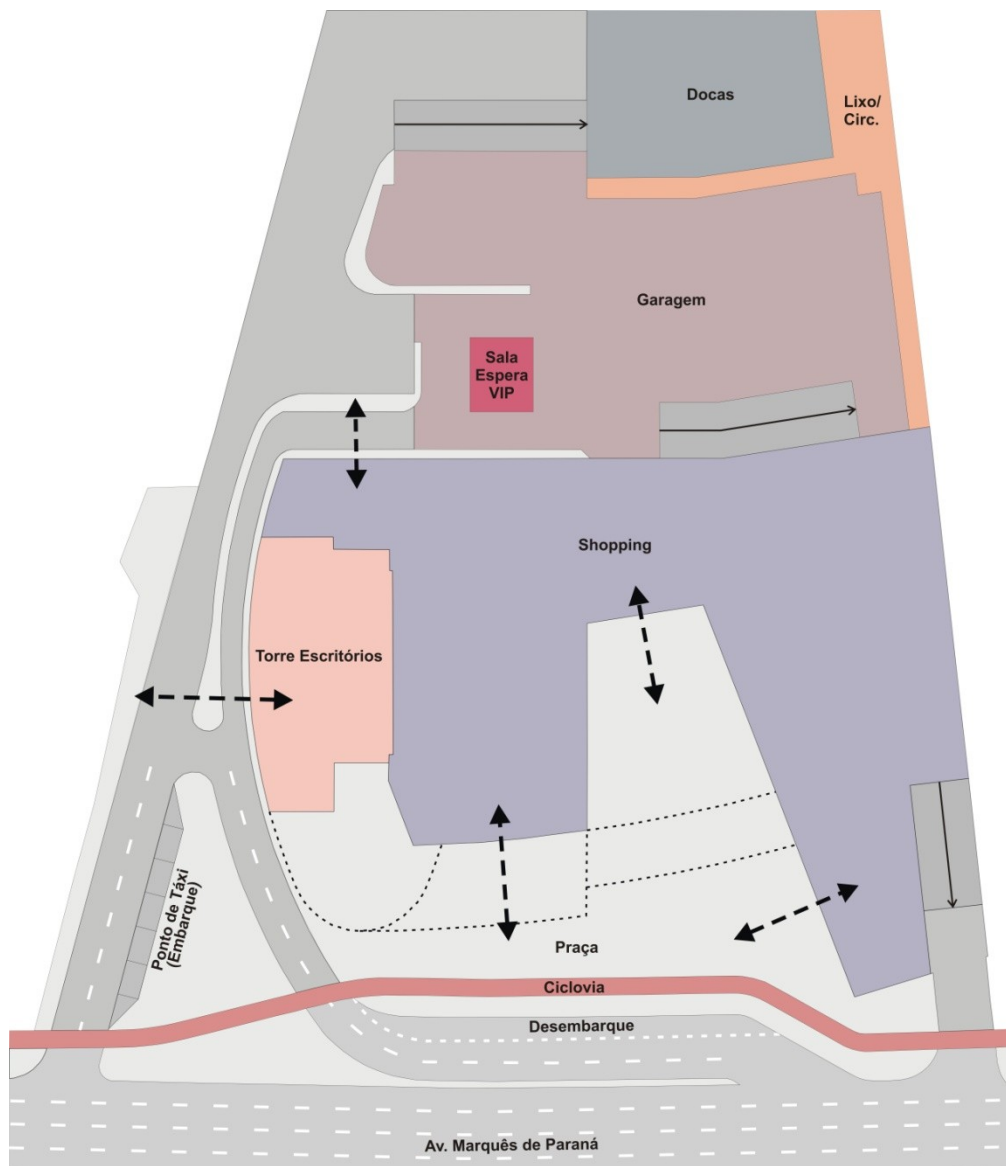 Docas
Lixo/
Circ.
Garagem
Sala
Espera
VIP
Shopping
Torre Escritórios
Ponto de Táxi
(Embarque)
Praça
Ciclovia
Desembarque
Av. Marquês de Paraná